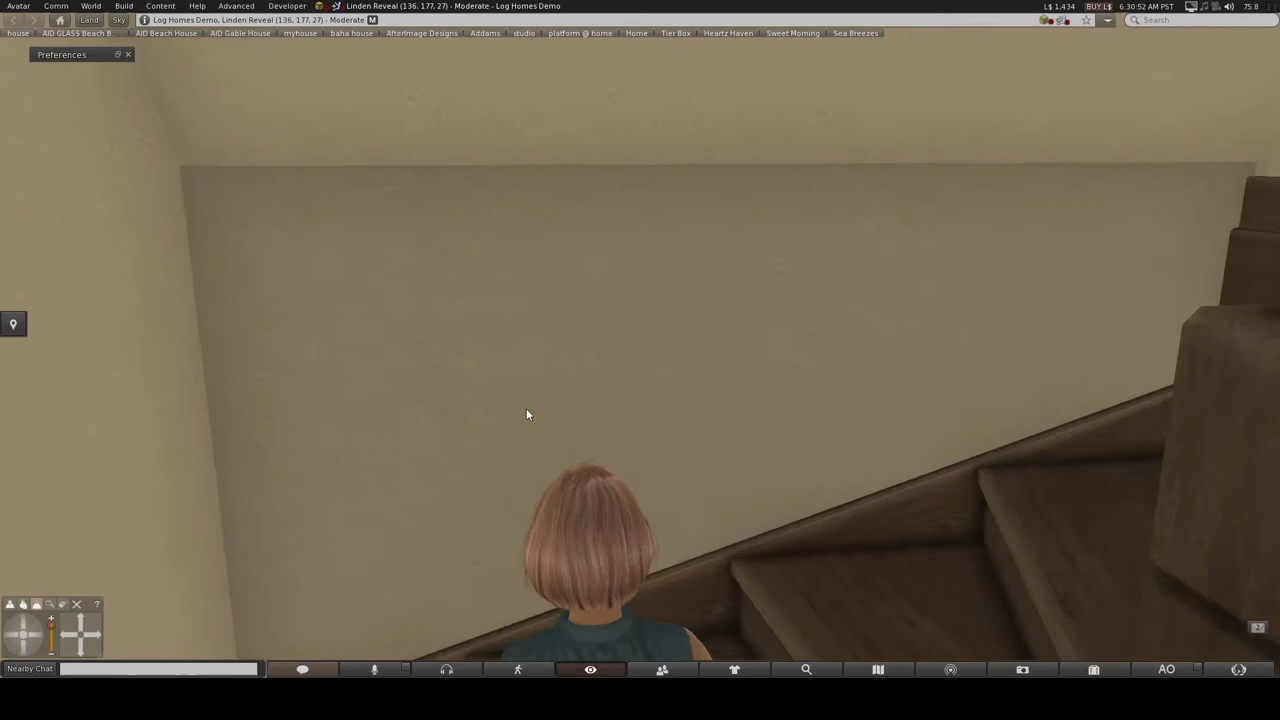 Avatar Comm World Build Content Help Advanced Developer Linden Reveal (136, 177, 27) - Moderate - Log Homes Demo L$ 1,434 BUY L$ 6:30:52 AM PST 75.8
Land Sky Log Homes Demo, Linden Reveal (136, 177, 27) - Moderate M Search
house AID GLASS Beach B... AID Beach House AID Gable House myhouse baha house AfterImage Designs Addams studio platform @ home Home Tier Box Heartz Haven Sweet Morning Sea Breezes
Preferences
?
2
Nearby Chat AO